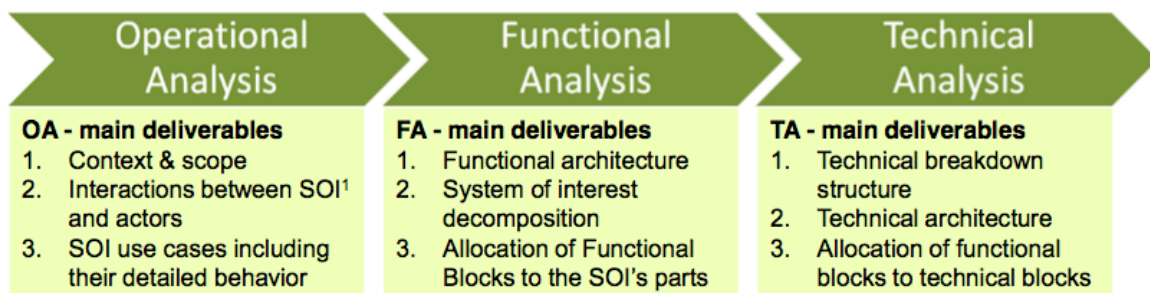 Operational
Analysis
Functional
Analysis
Technical
Analysis
OA - main deliverables
1. Context & scope
2. Interactions between SOI¹
and actors
3. SOI use cases including
their detailed behavior
FA - main deliverables
1. Functional architecture
2. System of interest
decomposition
3. Allocation of Functional
Blocks to the SOI's parts
TA - main deliverables
1. Technical breakdown
structure
2. Technical architecture
3. Allocation of functional
blocks to technical blocks